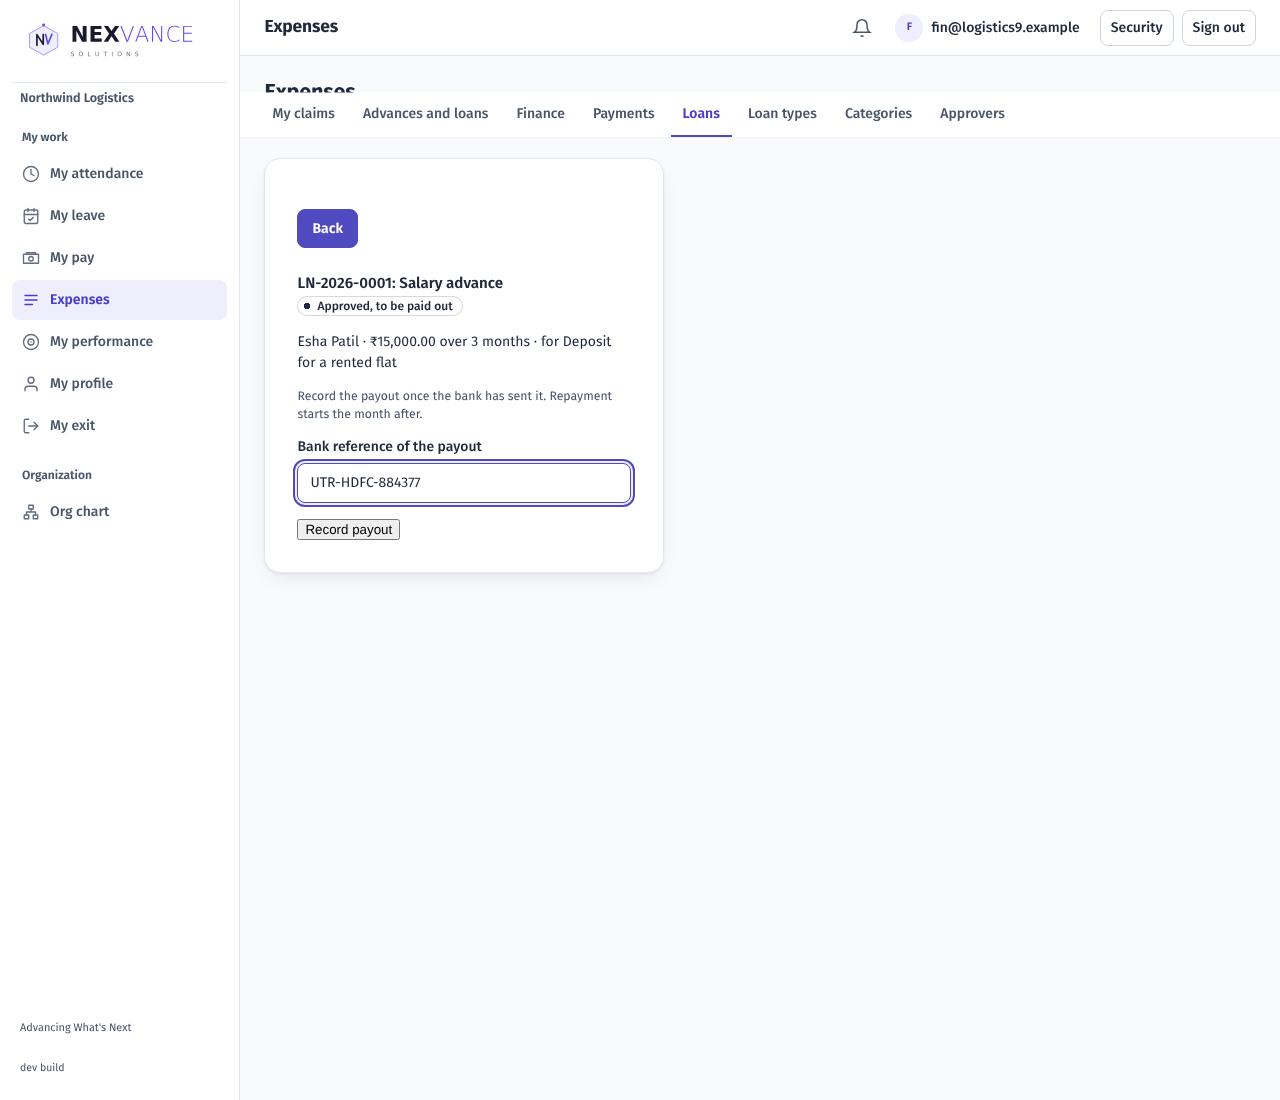 NV NEXVANCE
SOLUTIONS
Northwind Logistics
My work
My attendance
My leave
My pay
Expenses
My performance
My profile
My exit
Organization
Org chart
Advancing What's Next
dev build
Expenses
F fin@logistics9.example Security Sign out
Expenses
My claims Advances and loans Finance Payments Loans Loan types Categories Approvers
Back
LN-2026-0001: Salary advance
Approved, to be paid out
Esha Patil · ₹15,000.00 over 3 months · for Deposit
for a rented flat
Record the payout once the bank has sent it. Repayment
starts the month after.
Bank reference of the payout
UTR-HDFC-884377
Record payout